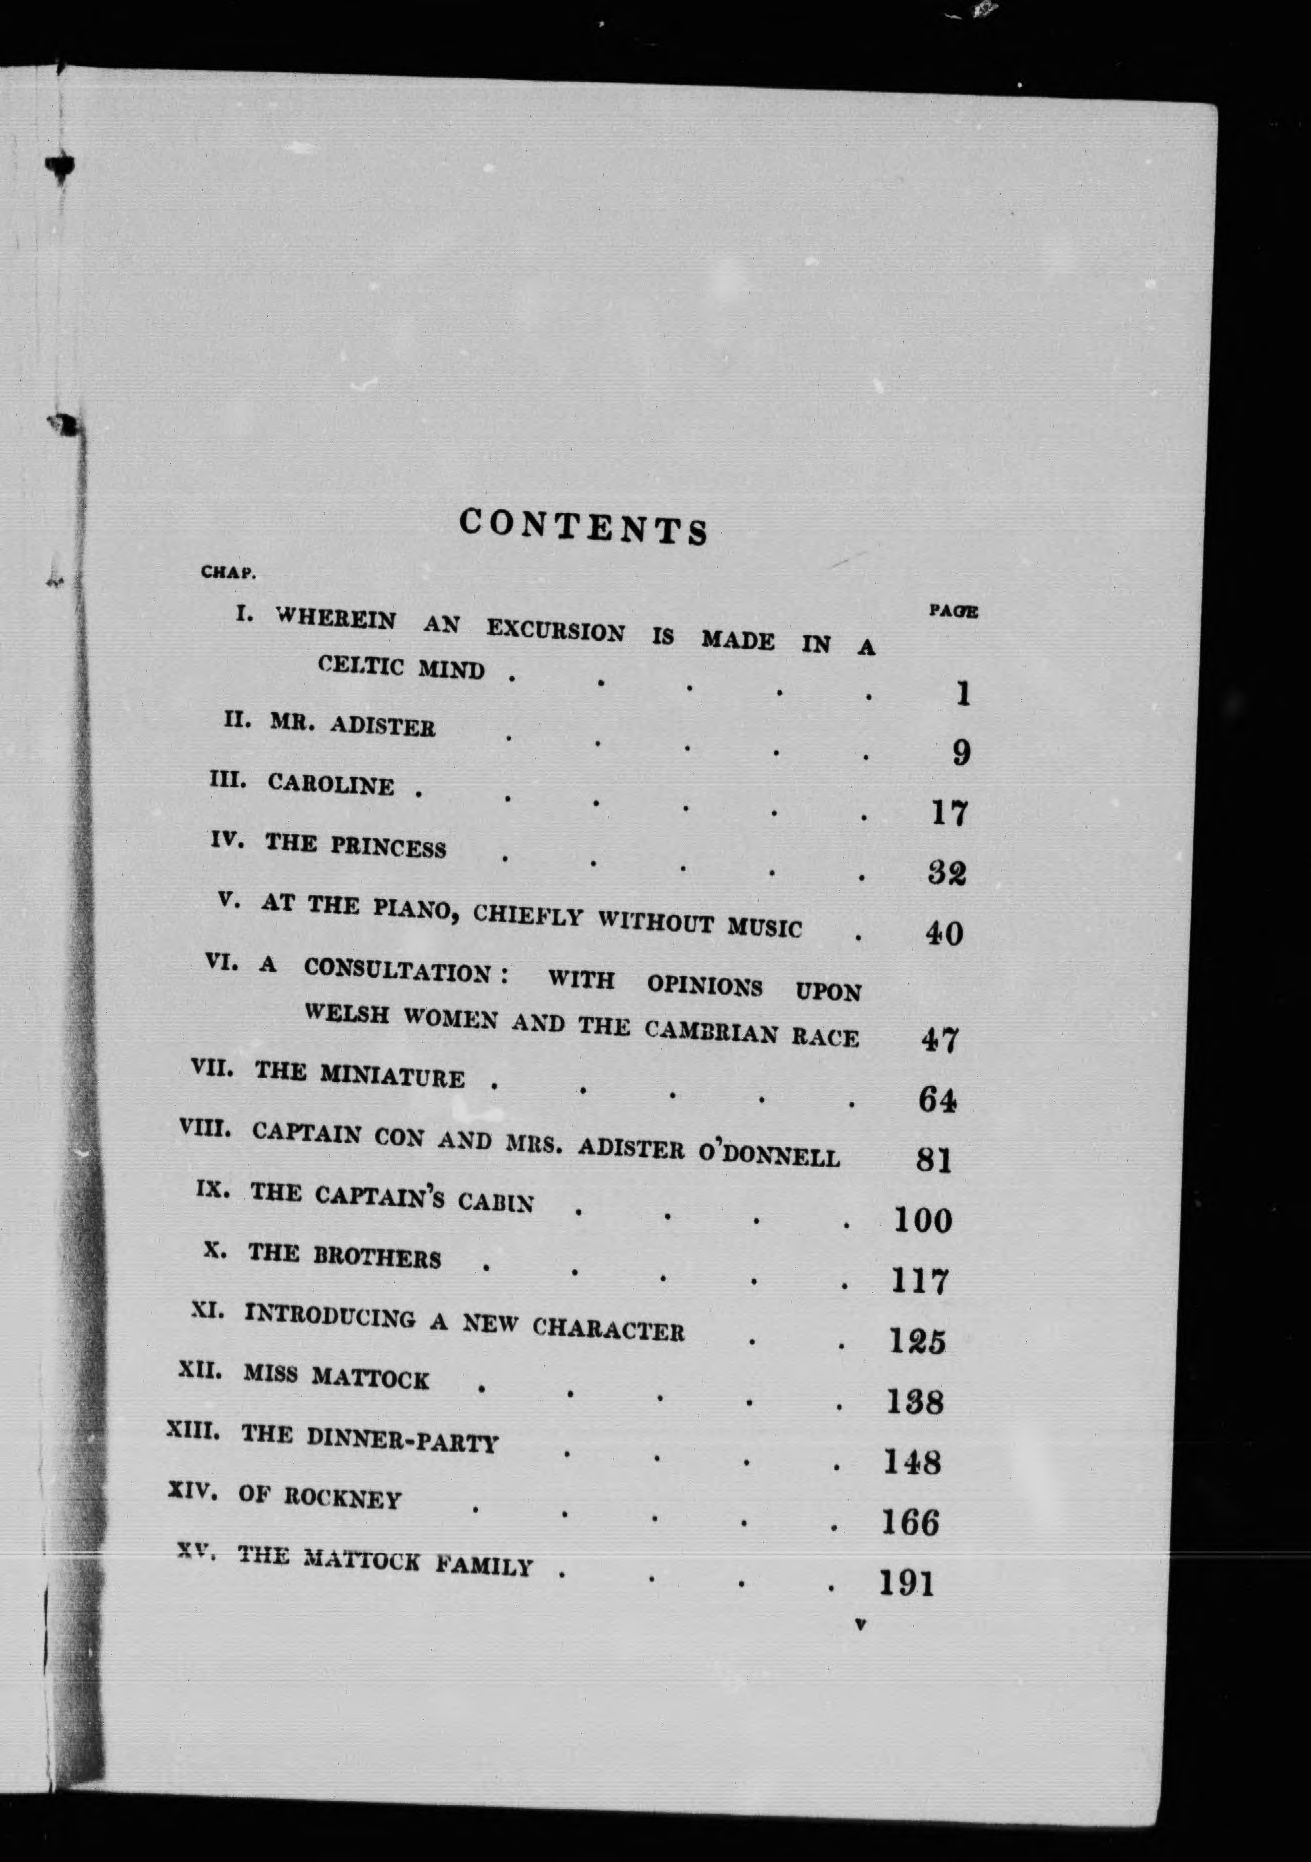 CONTENTS
CHAP.
PAGE
I. WHEREIN AN EXCURSION IS MADE IN A
CELTIC MIND . . . . . 1
II. MR. ADISTER . . . . . 9
III. CAROLINE . . . . . . 17
IV. THE PRINCESS . . . . . 32
V. AT THE PIANO, CHIEFLY WITHOUT MUSIC . 40
VI. A CONSULTATION: WITH OPINIONS UPON
WELSH WOMEN AND THE CAMBRIAN RACE 47
VII. THE MINIATURE . . . . . 64
VIII. CAPTAIN CON AND MRS. ADISTER O'DONNELL 81
IX. THE CAPTAIN'S CABIN . . . . 100
X. THE BROTHERS . . . . . 117
XI. INTRODUCING A NEW CHARACTER . . 125
XII. MISS MATTOCK . . . . . 138
XIII. THE DINNER-PARTY . . . . 148
XIV. OF ROCKNEY . . . . . 166
XV. THE MATTOCK FAMILY . . . . 191
v